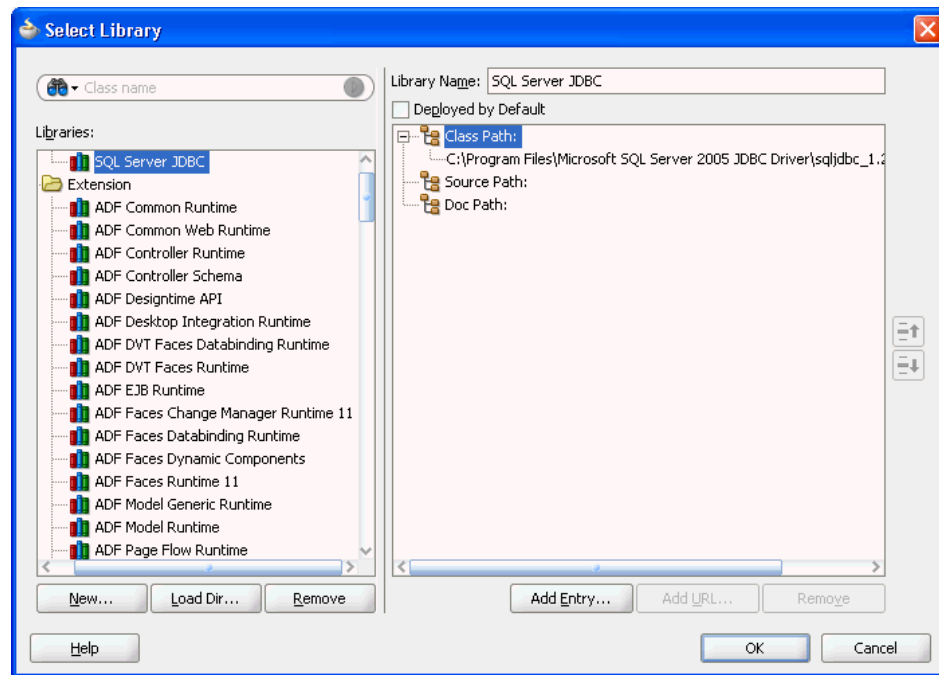 Select Library
Class name
Libraries:
SQL Server JDBC
Extension
ADF Common Runtime
ADF Common Web Runtime
ADF Controller Runtime
ADF Controller Schema
ADF Designtime API
ADF Desktop Integration Runtime
ADF DVT Faces Databinding Runtime
ADF DVT Faces Runtime
ADF EJB Runtime
ADF Faces Change Manager Runtime 11
ADF Faces Databinding Runtime
ADF Faces Dynamic Components
ADF Faces Runtime 11
ADF Model Generic Runtime
ADF Model Runtime
ADF Page Flow Runtime
New... Load Dir... Remove
Library Name: SQL Server JDBC
Deployed by Default
Class Path:
C:\Program Files\Microsoft SQL Server 2005 JDBC Driver\sqljdbc_1.2
Source Path:
Doc Path:
Add Entry... Add URL... Remove
Help OK Cancel